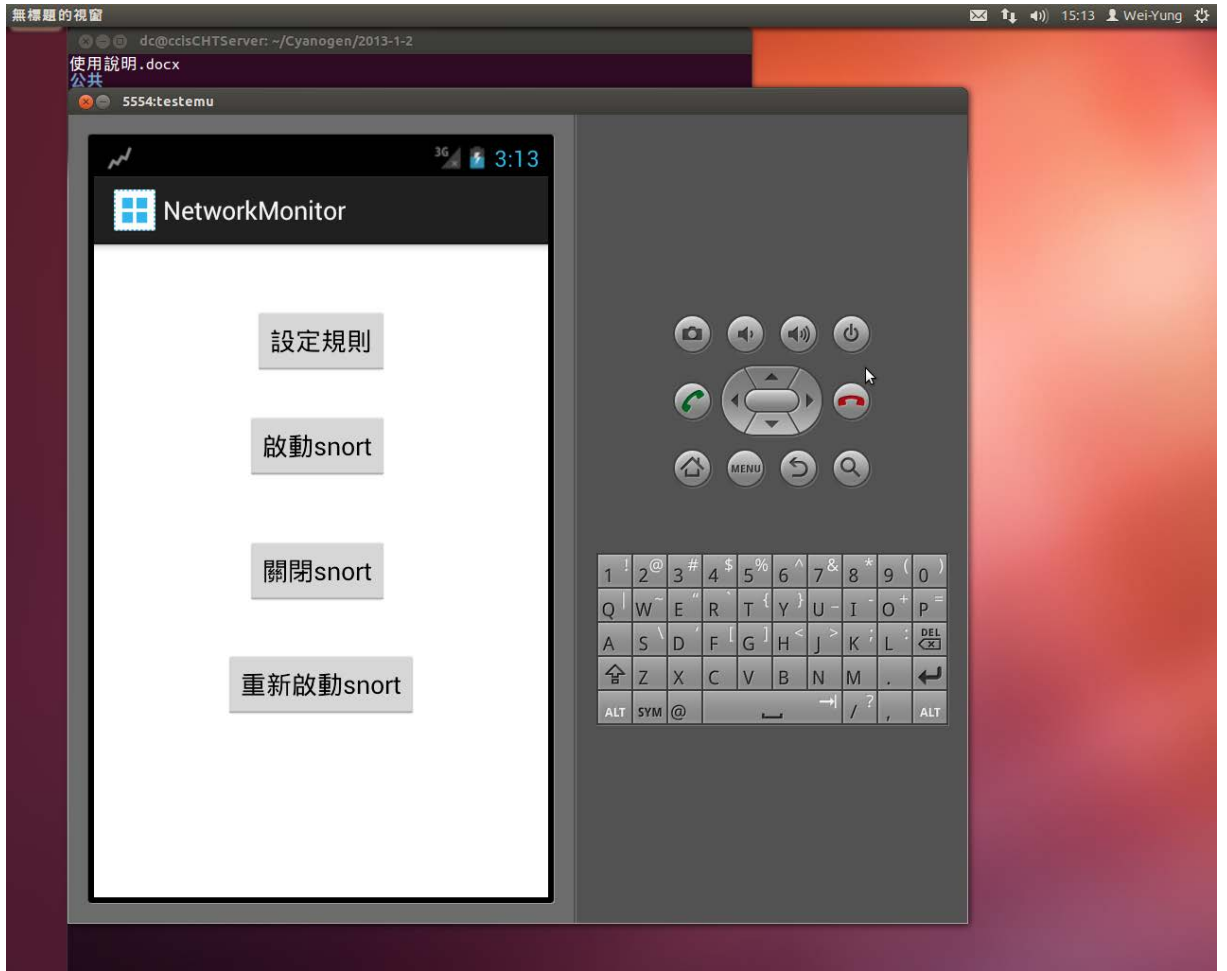 無標題的視窗 15:13 Wei-Yung
dc@ccisCHTServer: ~/Cyanogen/2013-1-2
使用說明.docx
公共
5554:testemu
3G 3:13
NetworkMonitor
設定規則
啟動snort
關閉snort
重新啟動snort
MENU
1 ! 2 @ 3 # 4 $ 5 % 6 ^ 7 & 8 * 9 ( 0 )
Q | W ~ E " R ` T { Y } U - I - O + P =
A S \ D ' F [ G ] H < J > K ; L : DEL
Z X C V B N M .
ALT SYM @ / ? , ALT